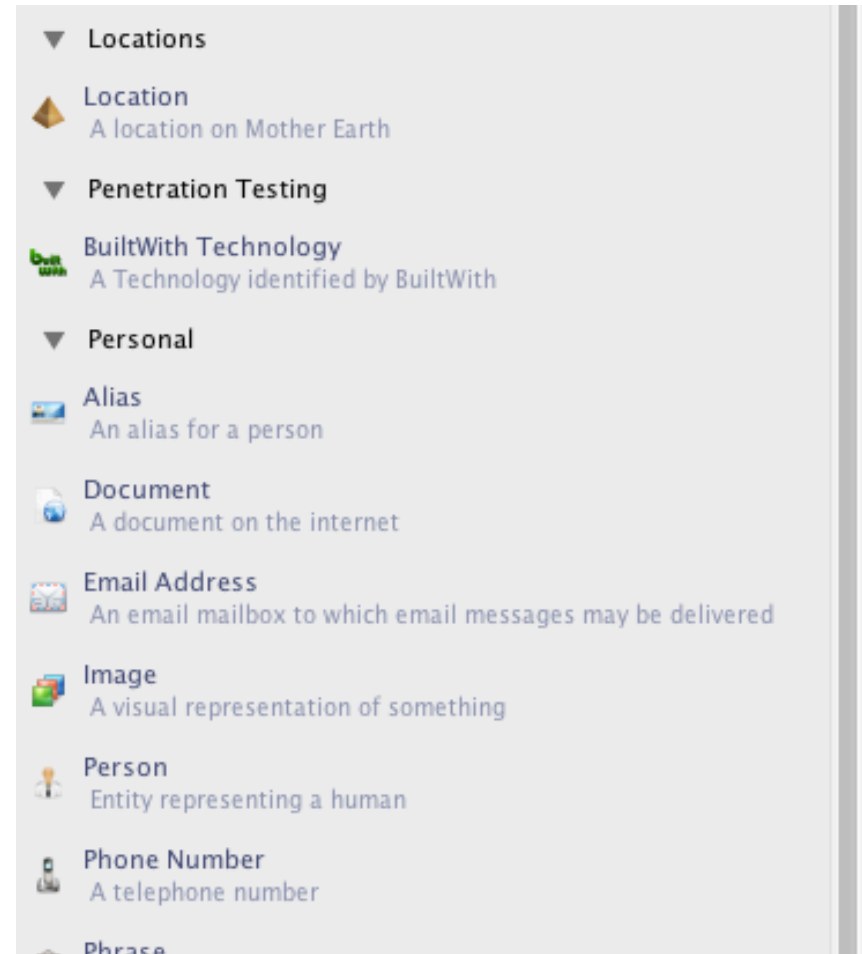 Locations
Location
A location on Mother Earth
Penetration Testing
built
with
BuiltWith Technology
A Technology identified by BuiltWith
Personal
Alias
An alias for a person
Document
A document on the internet
Email Address
An email mailbox to which email messages may be delivered
Image
A visual representation of something
Person
Entity representing a human
Phone Number
A telephone number
Phrase